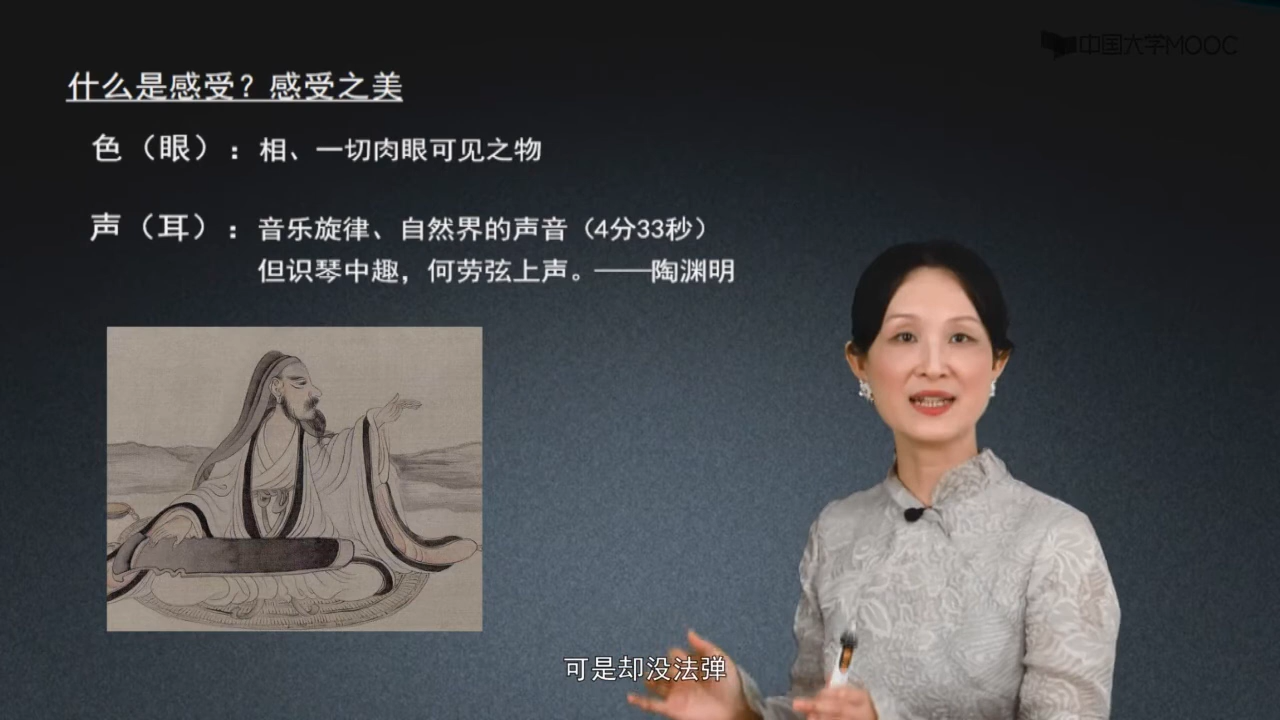 中国大学MOOC
什么是感受？感受之美
色（眼）：相、一切肉眼可见之物
声（耳）：音乐旋律、自然界的声音（4分33秒）
但识琴中趣，何劳弦上声。——陶渊明
可是却没法弹